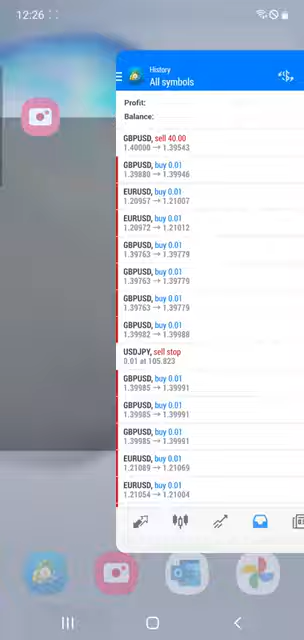 12:26
History
All symbols
Profit:
Balance:
GBPUSD, sell 40.00
1.40000 → 1.39543
GBPUSD, buy 0.01
1.39880 → 1.39946
EURUSD, buy 0.01
1.20957 → 1.21007
EURUSD, buy 0.01
1.20972 → 1.21012
GBPUSD, buy 0.01
1.39763 → 1.39779
GBPUSD, buy 0.01
1.39763 → 1.39779
GBPUSD, buy 0.01
1.39763 → 1.39779
GBPUSD, buy 0.01
1.39982 → 1.39988
USDJPY, sell stop
0.01 at 105.823
GBPUSD, buy 0.01
1.39985 → 1.39991
GBPUSD, buy 0.01
1.39985 → 1.39991
GBPUSD, buy 0.01
1.39985 → 1.39991
EURUSD, buy 0.01
1.21089 → 1.21069
EURUSD, buy 0.01
1.21054 → 1.21004